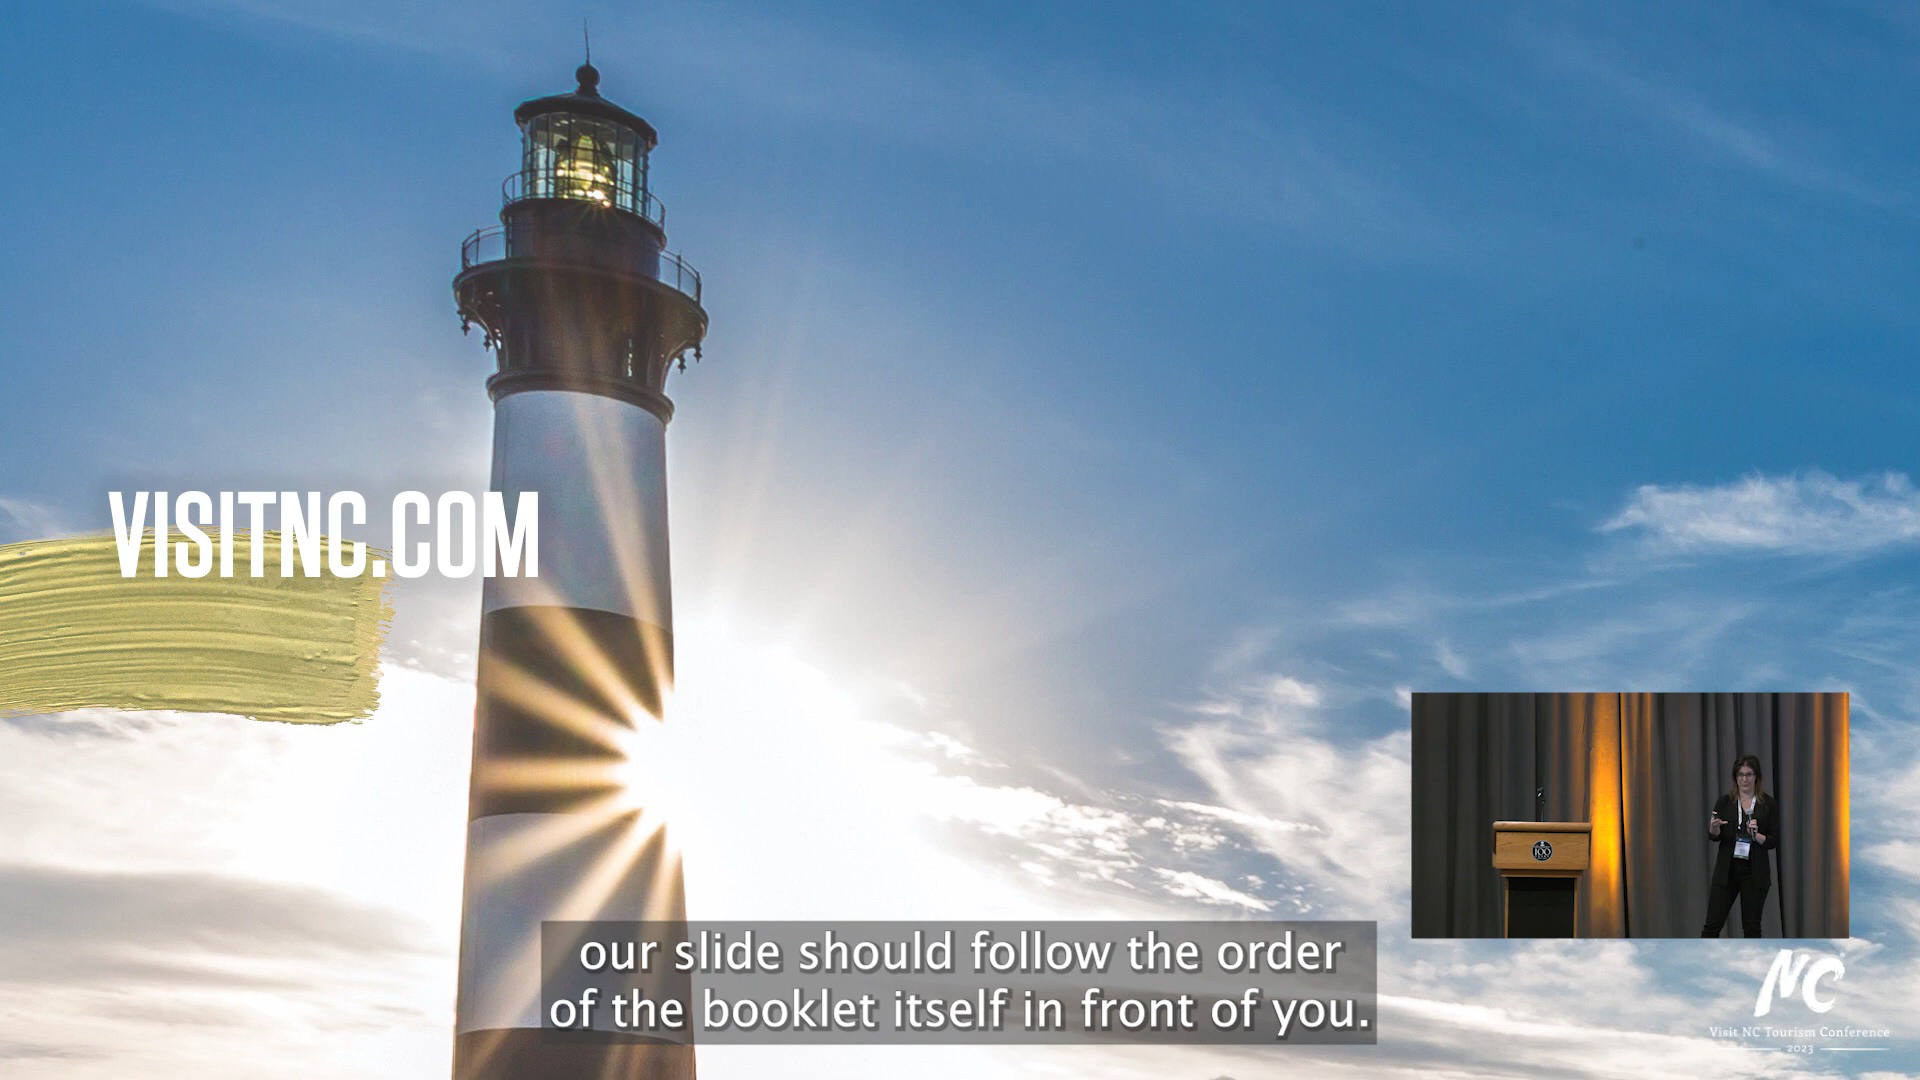 VISITNC.COM
our slide should follow the order
of the booklet itself in front of you.
100
NC
Visit NC Tourism Conference
2023